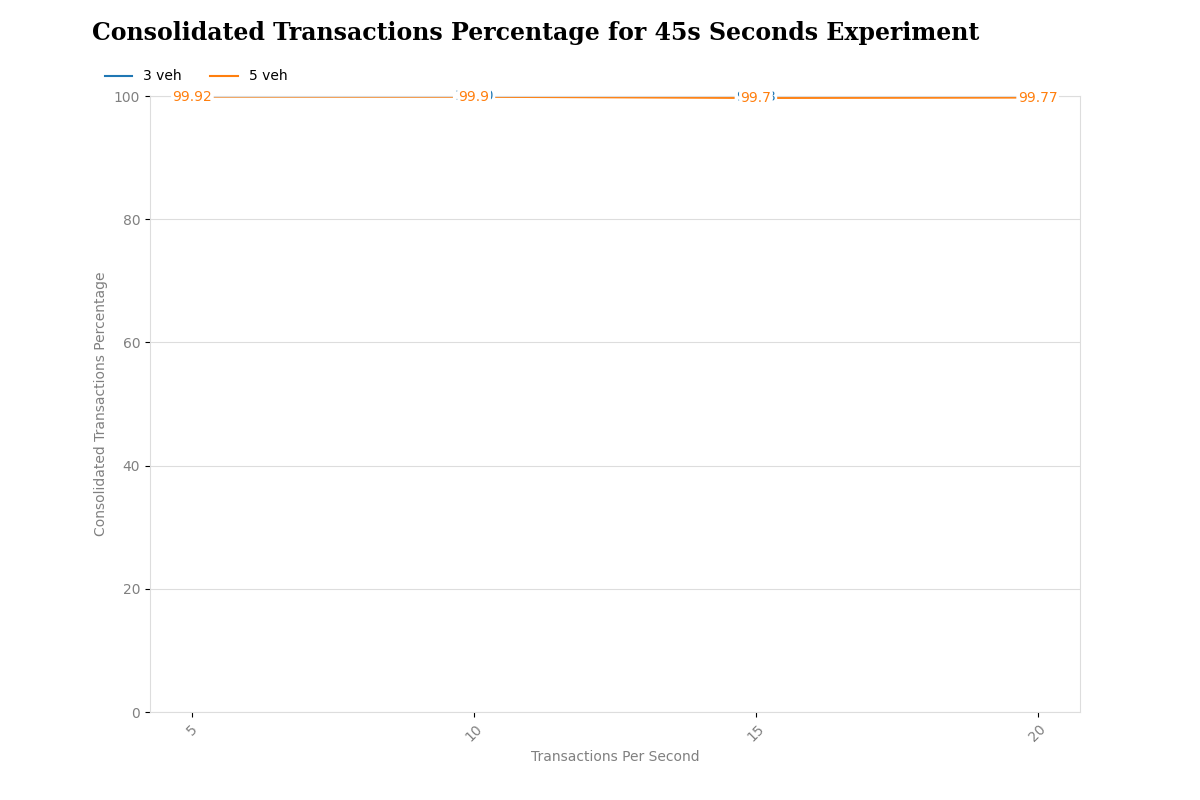 Consolidated Transactions Percentage for 45s Seconds Experiment
3 veh
5 veh
100
80
60
40
20
0
Consolidated Transactions Percentage
99.92
99.9
99.7
99.77
5
10
15
20
Transactions Per Second